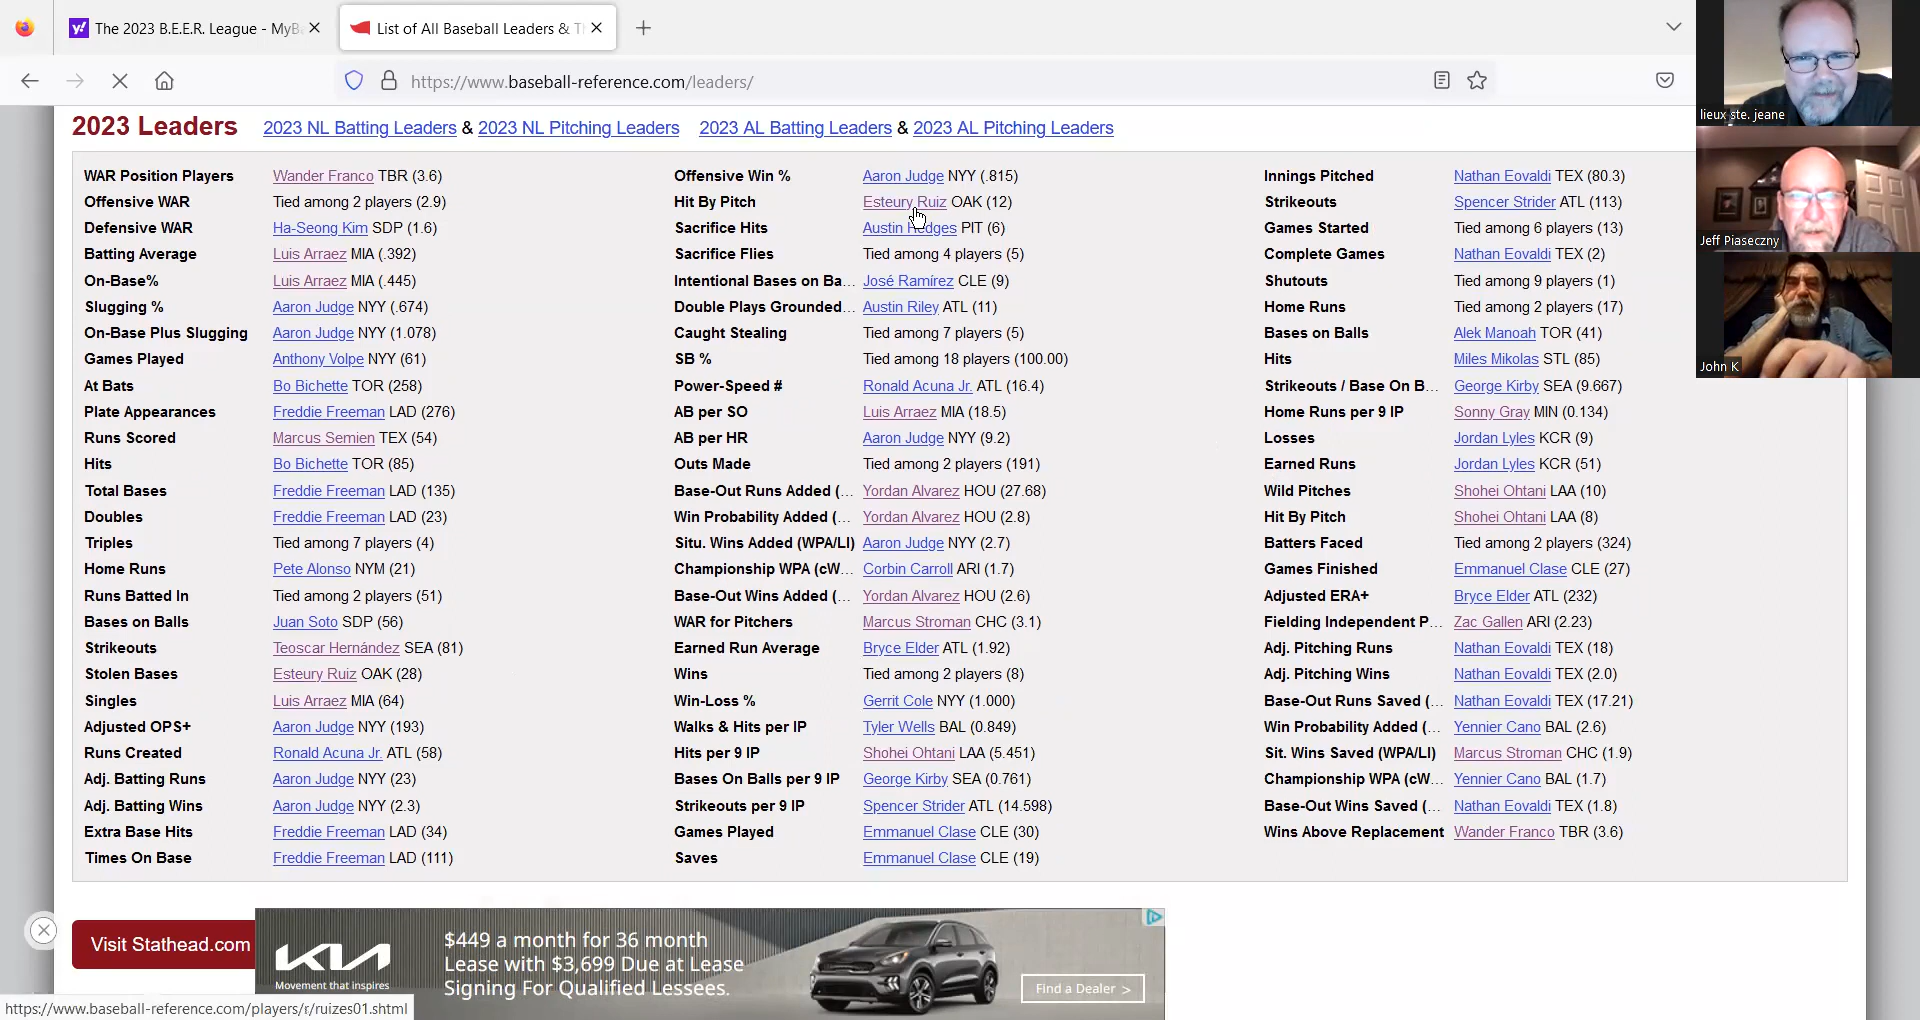 The 2023 B.E.E.R. League - MyB
List of All Baseball Leaders & Th
https://www.baseball-reference.com/leaders/
2023 Leaders 2023 NL Batting Leaders & 2023 NL Pitching Leaders 2023 AL Batting Leaders & 2023 AL Pitching Leaders
WAR Position Players Wander Franco TBR (3.6)
Offensive WAR Tied among 2 players (2.9)
Defensive WAR Ha-Seong Kim SDP (1.6)
Batting Average Luis Arraez MIA (.392)
On-Base% Luis Arraez MIA (.445)
Slugging % Aaron Judge NYY (.674)
On-Base Plus Slugging Aaron Judge NYY (1.078)
Games Played Anthony Volpe NYY (61)
At Bats Bo Bichette TOR (258)
Plate Appearances Freddie Freeman LAD (276)
Runs Scored Marcus Semien TEX (54)
Hits Bo Bichette TOR (85)
Total Bases Freddie Freeman LAD (135)
Doubles Freddie Freeman LAD (23)
Triples Tied among 7 players (4)
Home Runs Pete Alonso NYM (21)
Runs Batted In Tied among 2 players (51)
Bases on Balls Juan Soto SDP (56)
Strikeouts Teoscar Hernández SEA (81)
Stolen Bases Esteury Ruiz OAK (28)
Singles Luis Arraez MIA (64)
Adjusted OPS+ Aaron Judge NYY (193)
Runs Created Ronald Acuna Jr. ATL (58)
Adj. Batting Runs Aaron Judge NYY (23)
Adj. Batting Wins Aaron Judge NYY (2.3)
Extra Base Hits Freddie Freeman LAD (34)
Times On Base Freddie Freeman LAD (111)
Offensive Win % Aaron Judge NYY (.815)
Hit By Pitch Esteury Ruiz OAK (12)
Sacrifice Hits Austin Hedges PIT (6)
Sacrifice Flies Tied among 4 players (5)
Intentional Bases on Ba... José Ramírez CLE (9)
Double Plays Grounded... Austin Riley ATL (11)
Caught Stealing Tied among 7 players (5)
SB % Tied among 18 players (100.00)
Power-Speed # Ronald Acuna Jr. ATL (16.4)
AB per SO Luis Arraez MIA (18.5)
AB per HR Aaron Judge NYY (9.2)
Outs Made Tied among 2 players (191)
Base-Out Runs Added (... Yordan Alvarez HOU (27.68)
Win Probability Added (... Yordan Alvarez HOU (2.8)
Situ. Wins Added (WPA/LI) Aaron Judge NYY (2.7)
Championship WPA (cW... Corbin Carroll ARI (1.7)
Base-Out Wins Added (... Yordan Alvarez HOU (2.6)
WAR for Pitchers Marcus Stroman CHC (3.1)
Earned Run Average Bryce Elder ATL (1.92)
Wins Tied among 2 players (8)
Win-Loss % Gerrit Cole NYY (1.000)
Walks & Hits per IP Tyler Wells BAL (0.849)
Hits per 9 IP Shohei Ohtani LAA (5.451)
Bases On Balls per 9 IP George Kirby SEA (0.761)
Strikeouts per 9 IP Spencer Strider ATL (14.598)
Games Played Emmanuel Clase CLE (30)
Saves Emmanuel Clase CLE (19)
Innings Pitched Nathan Eovaldi TEX (80.3)
Strikeouts Spencer Strider ATL (113)
Games Started Tied among 6 players (13)
Complete Games Nathan Eovaldi TEX (2)
Shutouts Tied among 9 players (1)
Home Runs Tied among 2 players (17)
Bases on Balls Alek Manoah TOR (41)
Hits Miles Mikolas STL (85)
Strikeouts / Base On B... George Kirby SEA (9.667)
Home Runs per 9 IP Sonny Gray MIN (0.134)
Losses Jordan Lyles KCR (9)
Earned Runs Jordan Lyles KCR (51)
Wild Pitches Shohei Ohtani LAA (10)
Hit By Pitch Shohei Ohtani LAA (8)
Batters Faced Tied among 2 players (324)
Games Finished Emmanuel Clase CLE (27)
Adjusted ERA+ Bryce Elder ATL (232)
Fielding Independent P... Zac Gallen ARI (2.23)
Adj. Pitching Runs Nathan Eovaldi TEX (18)
Adj. Pitching Wins Nathan Eovaldi TEX (2.0)
Base-Out Runs Saved (... Nathan Eovaldi TEX (17.21)
Win Probability Added (... Yennier Cano BAL (2.6)
Sit. Wins Saved (WPA/LI) Marcus Stroman CHC (1.9)
Championship WPA (cW... Yennier Cano BAL (1.7)
Base-Out Wins Saved (... Nathan Eovaldi TEX (1.8)
Wins Above Replacement Wander Franco TBR (3.6)
lieux ste. jeane
Jeff Piaseczny
John K
Visit Stathead.com
KIA
Movement that inspires
$449 a month for 36 month
Lease with $3,699 Due at Lease
Signing For Qualified Lessees.
Find a Dealer >
https://www.baseball-reference.com/players/r/ruizes01.shtml